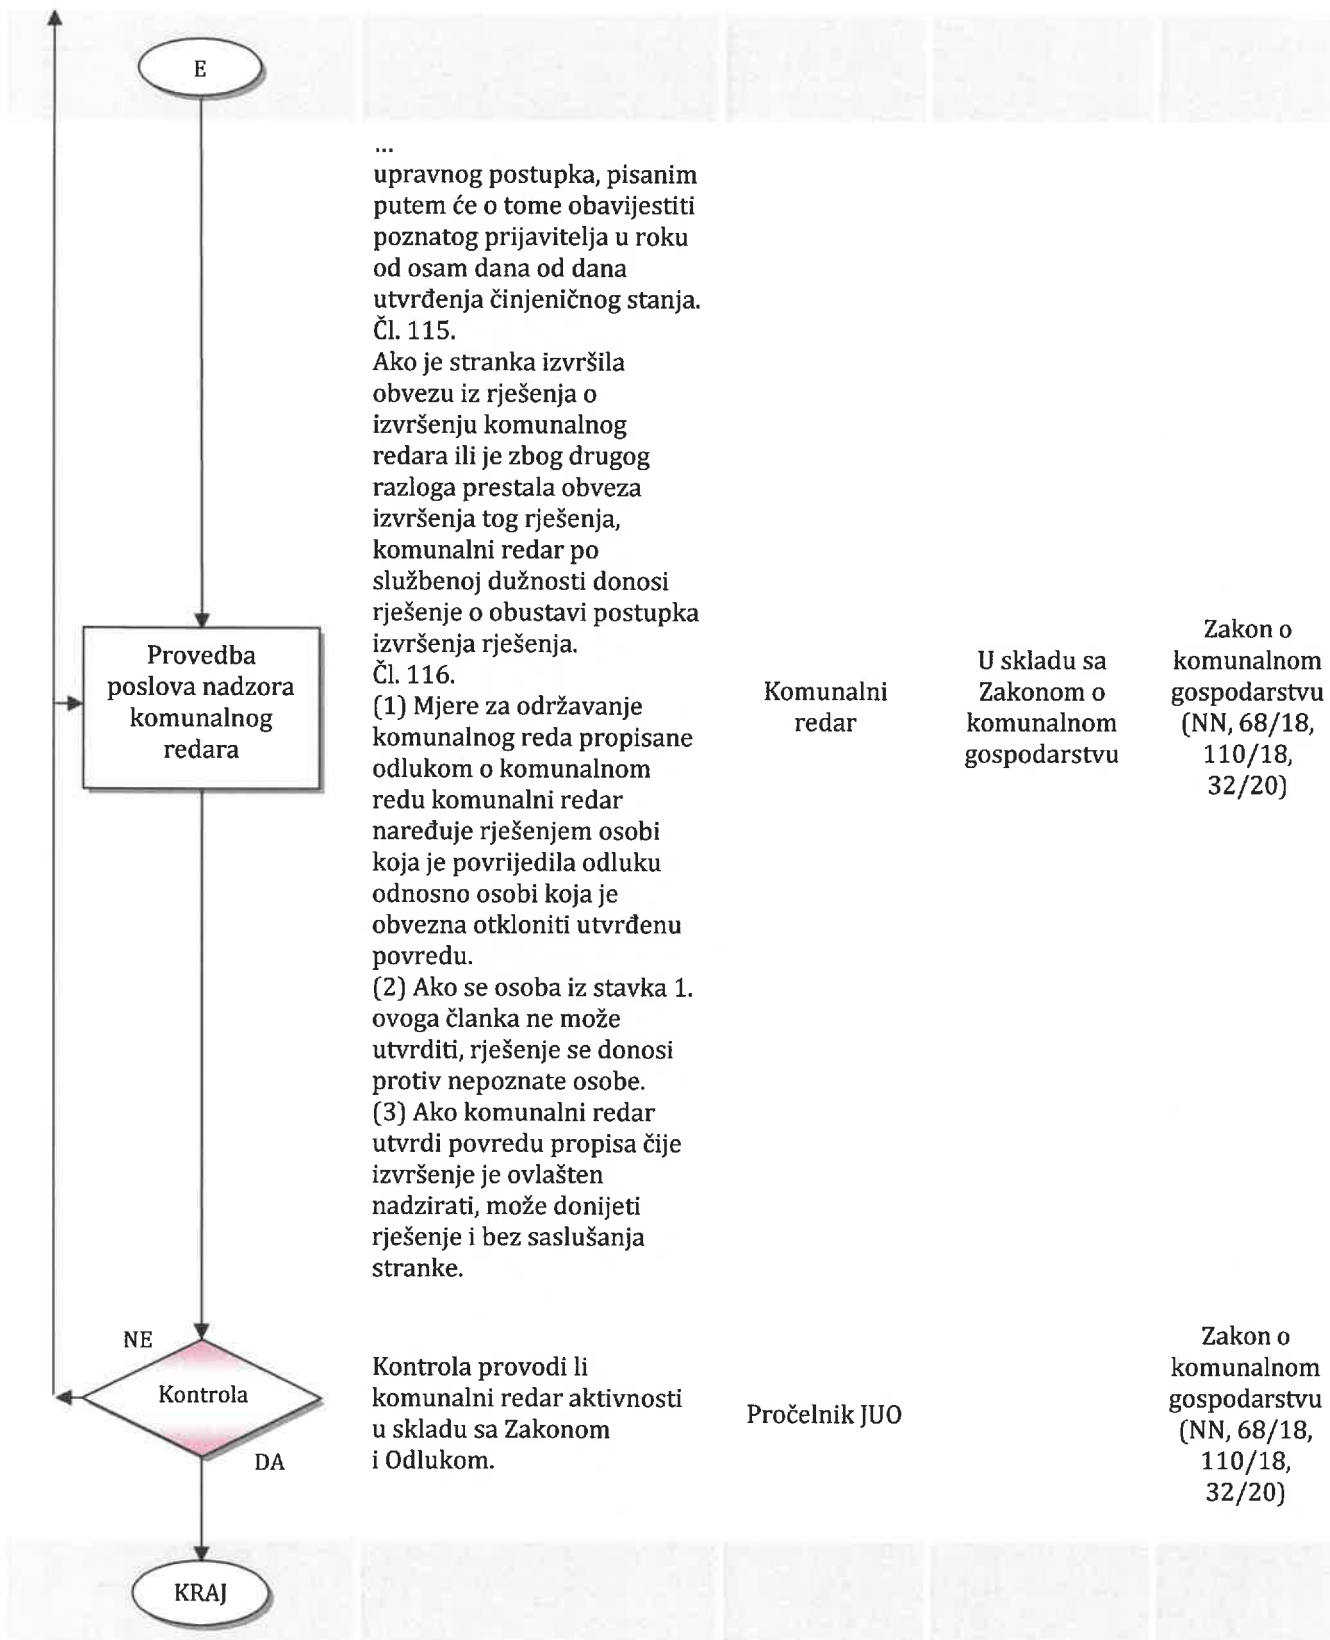 E
...
upravnog postupka, pisanim
putem će o tome obavijestiti
poznatog prijavitelja u roku
od osam dana od dana
utvrđenja činjeničnog stanja.
Čl. 115.
Ako je stranka izvršila
obvezu iz rješenja o
izvršenju komunalnog
redara ili je zbog drugog
razloga prestala obveza
izvršenja tog rješenja,
komunalni redar po
službenoj dužnosti donosi
rješenje o obustavi postupka
izvršenja rješenja.
Čl. 116.
(1) Mjere za održavanje
komunalnog reda propisane
odlukom o komunalnom
redu komunalni redar
naređuje rješenjem osobi
koja je povrijedila odluku
odnosno osobi koja je
obvezna otkloniti utvrđenu
povredu.
(2) Ako se osoba iz stavka 1.
ovoga članka ne može
utvrditi, rješenje se donosi
protiv nepoznate osobe.
(3) Ako komunalni redar
utvrdi povredu propisa čije
izvršenje je ovlašten
nadzirati, može donijeti
rješenje i bez saslušanja
stranke.
Provedba
poslova nadzora
komunalnog
redara
Komunalni
redar
U skladu sa
Zakonom o
komunalnom
gospodarstvu
Zakon o
komunalnom
gospodarstvu
(NN, 68/18,
110/18,
32/20)
NE
Kontrola
DA
Kontrola provodi li
komunalni redar aktivnosti
u skladu sa Zakonom
i Odlukom.
Pročelnik JUO
Zakon o
komunalnom
gospodarstvu
(NN, 68/18,
110/18,
32/20)
KRAJ